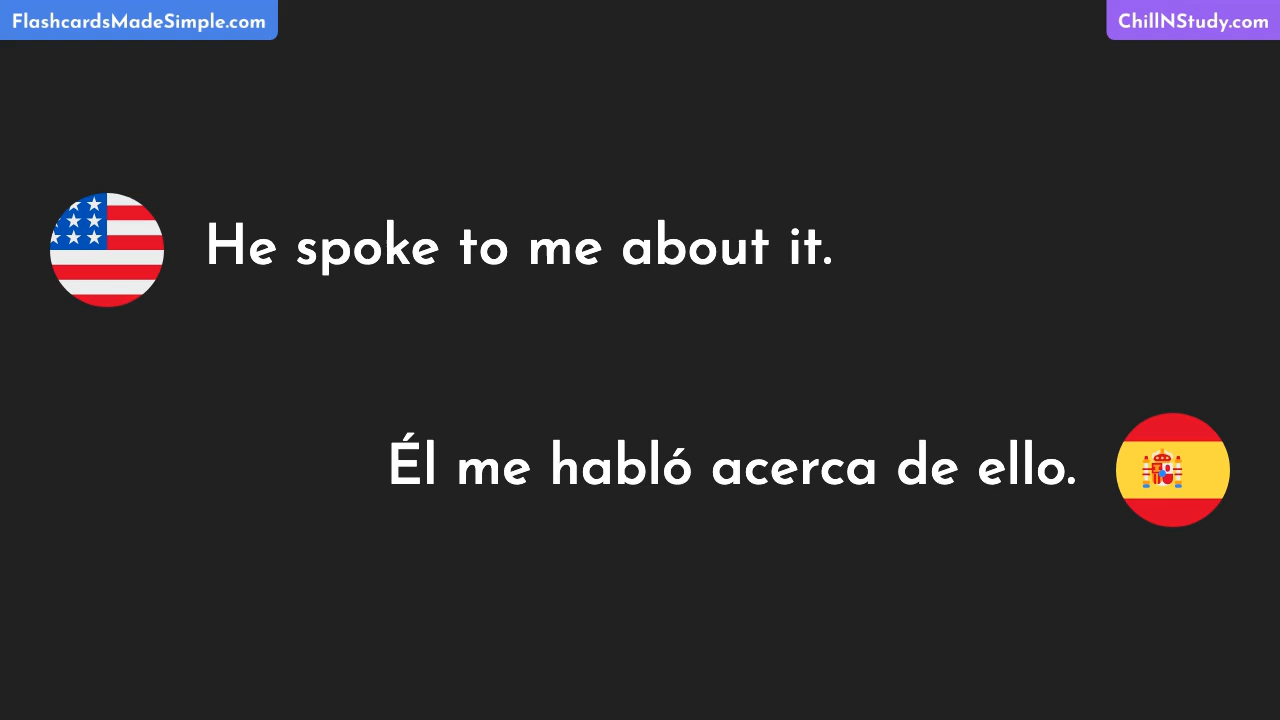 FlashcardsMadeSimple.com
ChillNStudy.com
He spoke to me about it.
Él me habló acerca de ello.